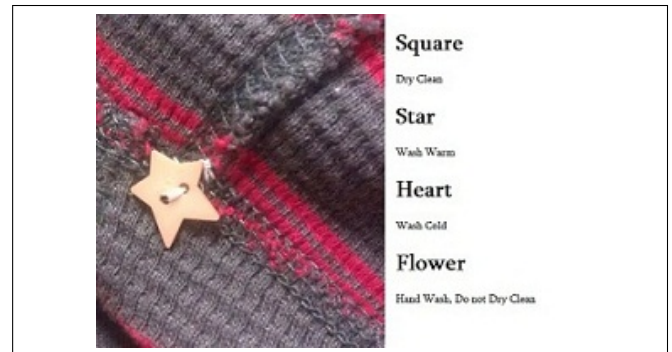 Square
Dry Clean
Star
Wash Warm
Heart
Wash Cold
Flower
Hand Wash, Do not Dry Clean